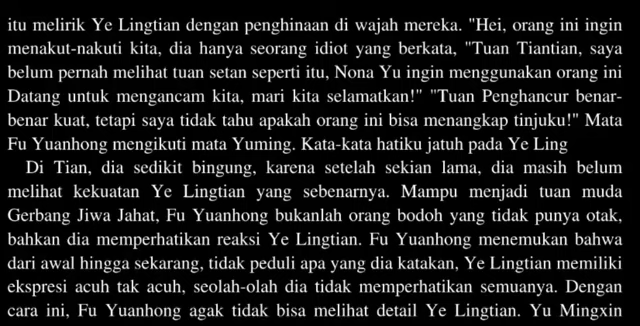 itu melirik Ye Lingtian dengan penghinaan di wajah mereka. "Hei, orang ini ingin
menakut-nakuti kita, dia hanya seorang idiot yang berkata, "Tuan Tiantian, saya
belum pernah melihat tuan setan seperti itu, Nona Yu ingin menggunakan orang ini
Datang untuk mengancam kita, mari kita selamatkan!" "Tuan Penghancur benar-
benar kuat, tetapi saya tidak tahu apakah orang ini bisa menangkap tinjuku!" Mata
Fu Yuanhong mengikuti mata Yuming. Kata-kata hatiku jatuh pada Ye Ling
Di Tian, dia sedikit bingung, karena setelah sekian lama, dia masih belum
melihat kekuatan Ye Lingtian yang sebenarnya. Mampu menjadi tuan muda
Gerbang Jiwa Jahat, Fu Yuanhong bukanlah orang bodoh yang tidak punya otak,
bahkan dia memperhatikan reaksi Ye Lingtian. Fu Yuanhong menemukan bahwa
dari awal hingga sekarang, tidak peduli apa yang dia katakan, Ye Lingtian memiliki
ekspresi acuh tak acuh, seolah-olah dia tidak memperhatikan semuanya. Dengan
cara ini, Fu Yuanhong agak tidak bisa melihat detail Ye Lingtian. Yu Mingxin